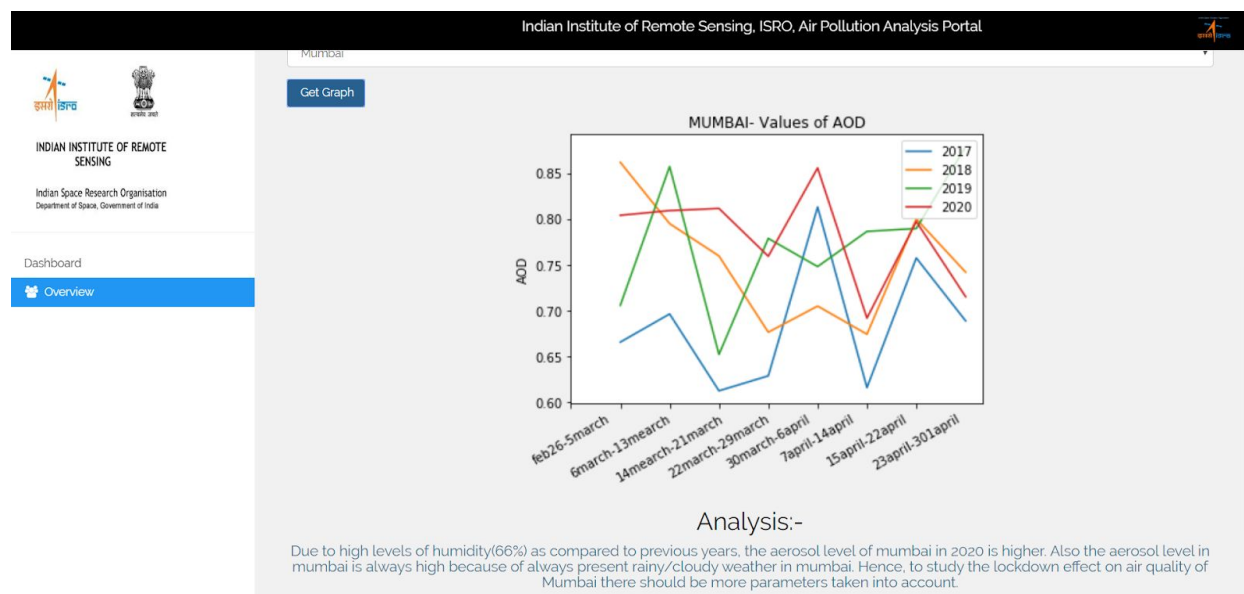 Indian Institute of Remote Sensing, ISRO, Air Pollution Analysis Portal
Mumbai
इसरो isro
सत्यमेव जयते
INDIAN INSTITUTE OF REMOTE
SENSING
Indian Space Research Organisation
Department of Space, Government of India
Dashboard
Overview
Get Graph
MUMBAI- Values of AOD
2017
2018
2019
2020
AOD
0.85
0.80
0.75
0.70
0.65
0.60
feb26-5march
6march-13mearch
14mearch-21march
22march-29march
30march-6april
7april-14april
15april-22april
23april-301april
Analysis:-
Due to high levels of humidity(66%) as compared to previous years, the aerosol level of mumbai in 2020 is higher. Also the aerosol level in
mumbai is always high because of always present rainy/cloudy weather in mumbai. Hence, to study the lockdown effect on air quality of
Mumbai there should be more parameters taken into account.